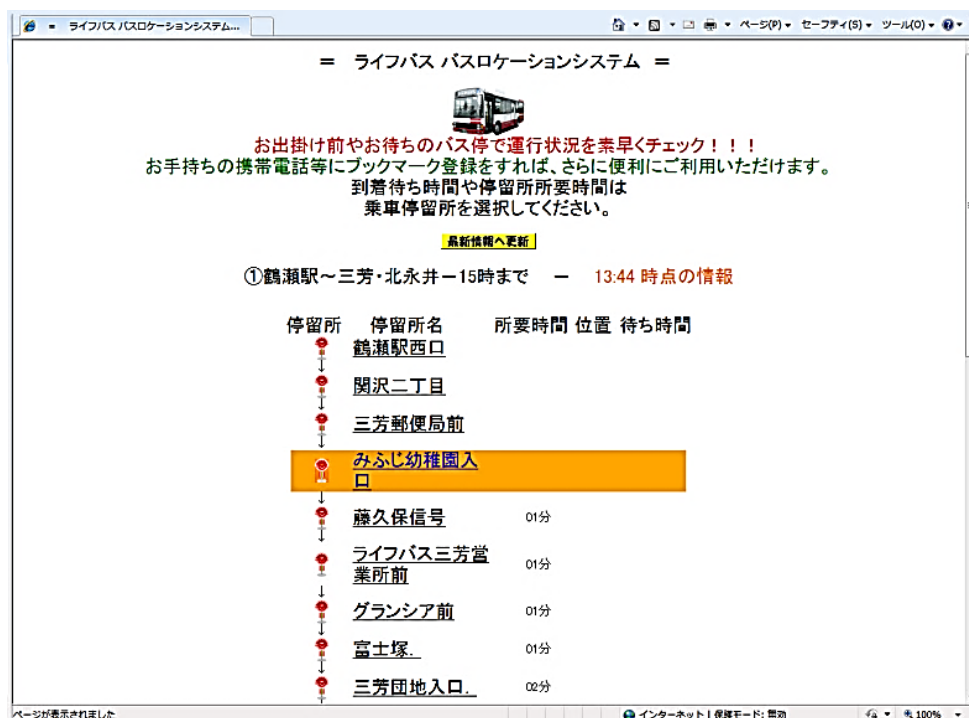 = ライフバス バスロケーションシステム...
ページ(P) セーフティ(S) ツール(O)
= ライフバス バスロケーションシステム =
お出掛け前やお待ちのバス停で運行状況を素早くチェック！！！
お手持ちの携帯電話等にブックマーク登録をすれば、さらに便利にご利用いただけます。
到着待ち時間や停留所所要時間は
乗車停留所を選択してください。
最新情報へ更新
①鶴瀬駅～三芳・北永井ー15時まで ー 13:44 時点の情報
停留所 停留所名 所要時間 位置 待ち時間
鶴瀬駅西口
関沢二丁目
三芳郵便局前
みふじ幼稚園入
口
藤久保信号 01分
ライフバス三芳営
業所前 01分
グランシア前 01分
富士塚. 01分
三芳団地入口. 02分
ページが表示されました インターネット | 保護モード: 無効 100%